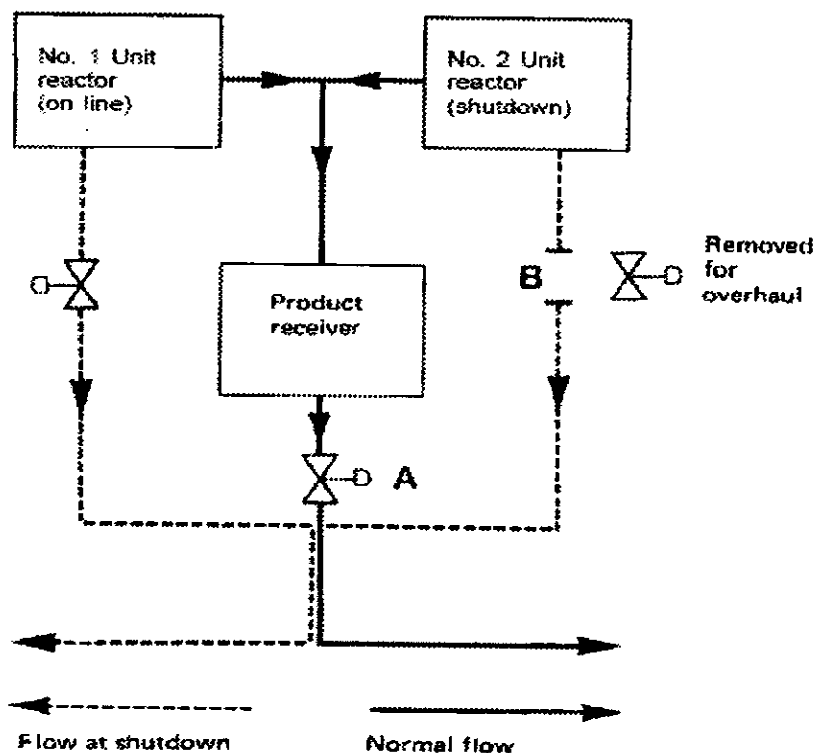 No. 1 Unit
reactor
(on line)
No. 2 Unit
reactor
(shutdown)
Removed
for
overhaul
B
Product
receiver
A
Flow at shutdown
Normal flow